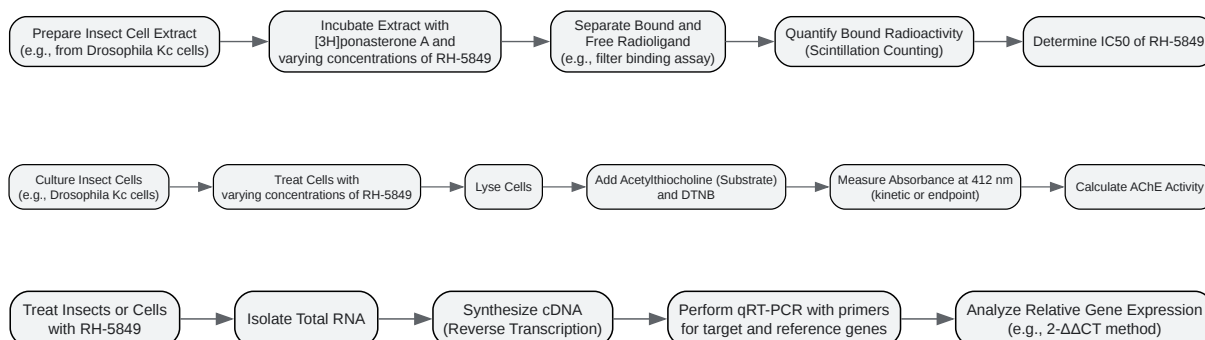 Prepare Insect Cell Extract
(e.g., from Drosophila Kc cells)
Incubate Extract with
[3H]ponasterone A and
varying concentrations of RH-5849
Separate Bound and
Free Radioligand
(e.g., filter binding assay)
Quantify Bound Radioactivity
(Scintillation Counting)
Determine IC50 of RH-5849
Culture Insect Cells
(e.g., Drosophila Kc cells)
Treat Cells with
varying concentrations of RH-5849
Lyse Cells
Add Acetylthiocholine (Substrate)
and DTNB
Measure Absorbance at 412 nm
(kinetic or endpoint)
Calculate AChE Activity
Treat Insects or Cells
with RH-5849
Isolate Total RNA
Synthesize cDNA
(Reverse Transcription)
Perform qRT-PCR with primers
for target and reference genes
Analyze Relative Gene Expression
(e.g., 2-ΔΔCT method)